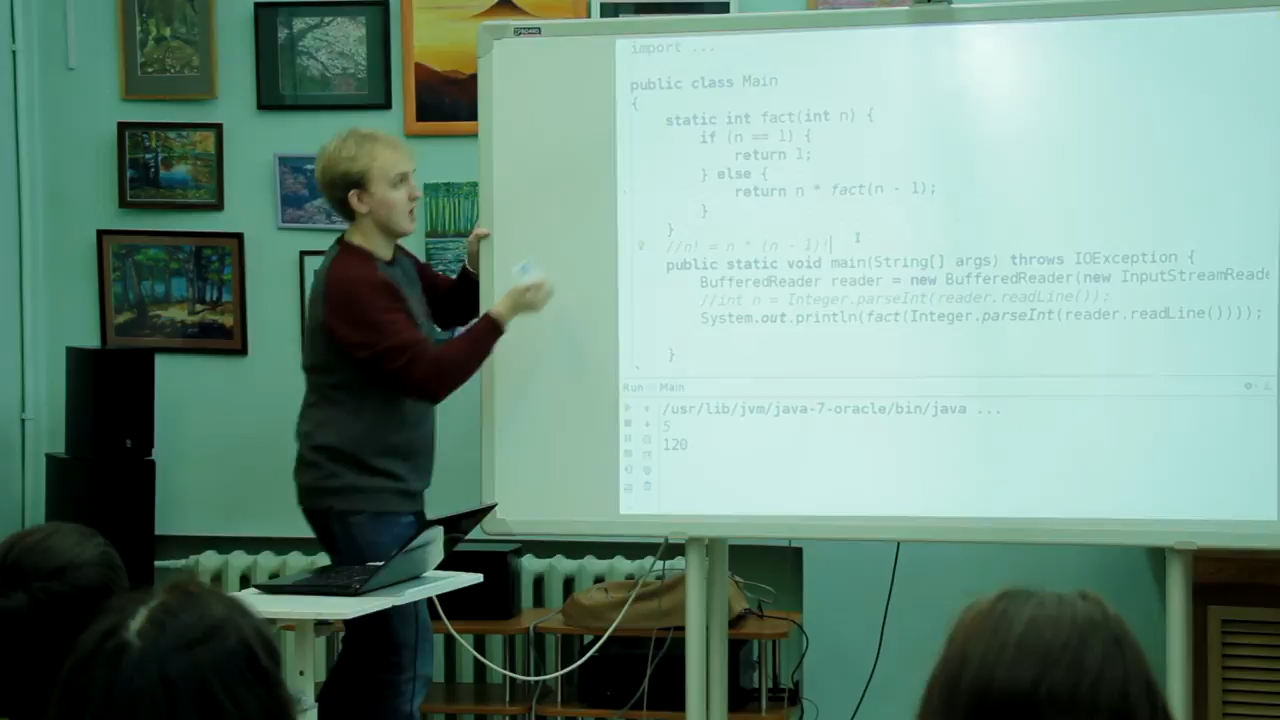 import ...
public class Main
{
static int fact(int n) {
if (n == 1) {
return 1;
} else {
return n * fact(n - 1);
}
}
//n! = n * (n - 1)!
public static void main(String[] args) throws IOException {
BufferedReader reader = new BufferedReader(new InputStreamReade
//int n = Integer.parseInt(reader.readLine());
System.out.println(fact(Integer.parseInt(reader.readLine())));
}
Run Main
/usr/lib/jvm/java-7-oracle/bin/java ...
5
120